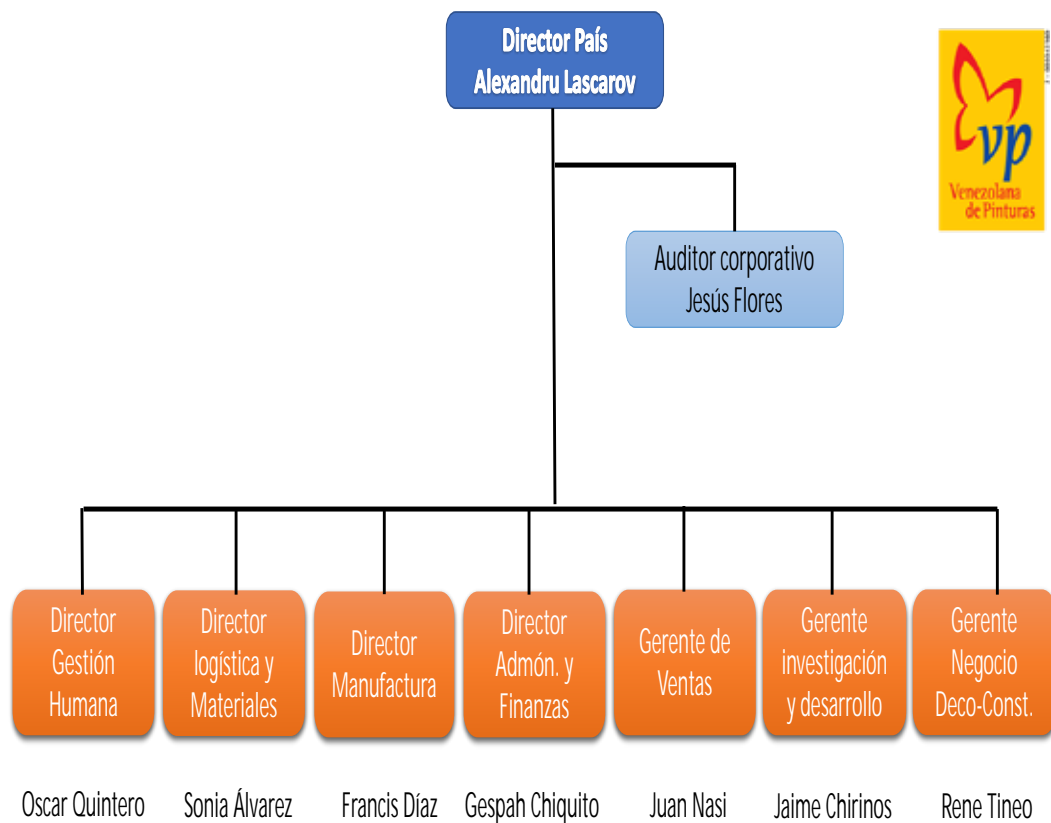 Director País
Alexandru Lascarov
vp
Venezolana
de Pinturas
Auditor corporativo
Jesús Flores
Director
Gestión
Humana
Director
logística y
Materiales
Director
Manufactura
Director
Admón. y
Finanzas
Gerente de
Ventas
Gerente
investigación
y desarrollo
Gerente
Negocio
Deco-Const.
Oscar Quintero
Sonia Álvarez
Francis Díaz
Gespah Chiquito
Juan Nasi
Jaime Chirinos
Rene Tineo